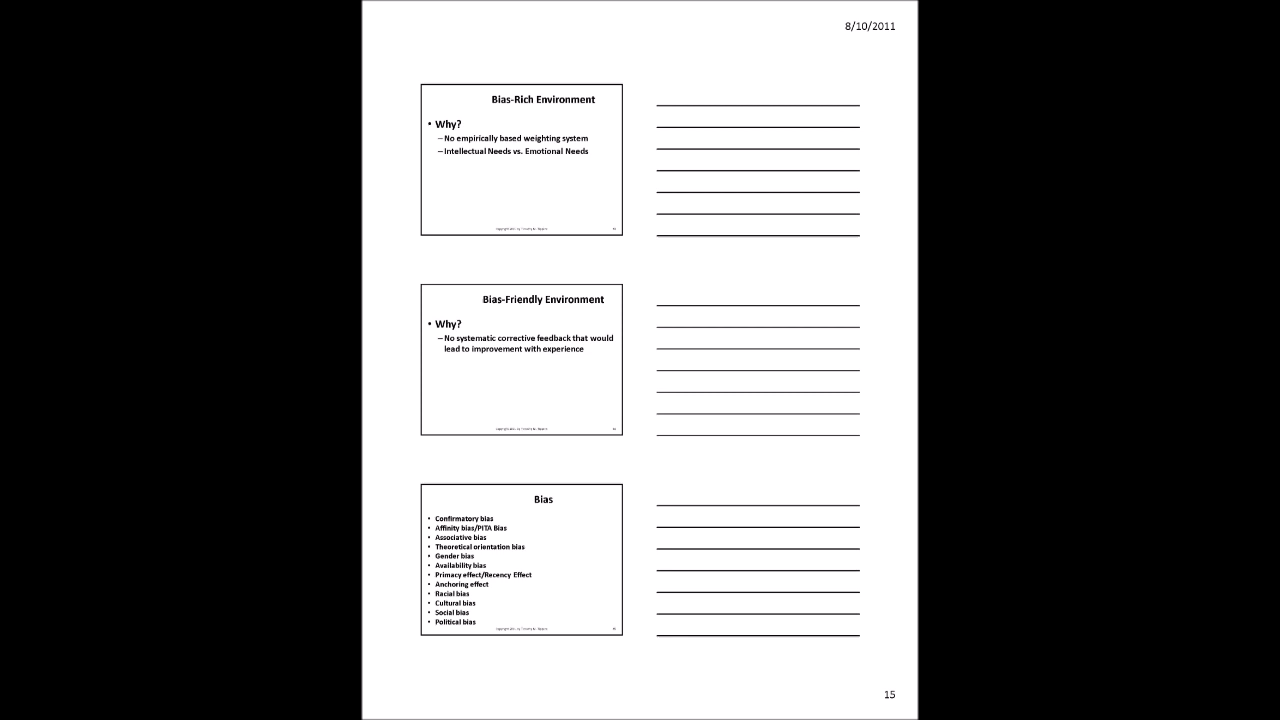 8/10/2011
Bias-Rich Environment
• Why?
– No empirically based weighting system
– Intellectual Needs vs. Emotional Needs
Bias-Friendly Environment
• Why?
– No systematic corrective feedback that would
lead to improvement with experience
Bias
• Confirmatory bias
• Affinity bias/PITA Bias
• Associative bias
• Theoretical orientation bias
• Gender bias
• Availability bias
• Primacy effect/Recency Effect
• Anchoring effect
• Racial bias
• Cultural bias
• Social bias
• Political bias
15